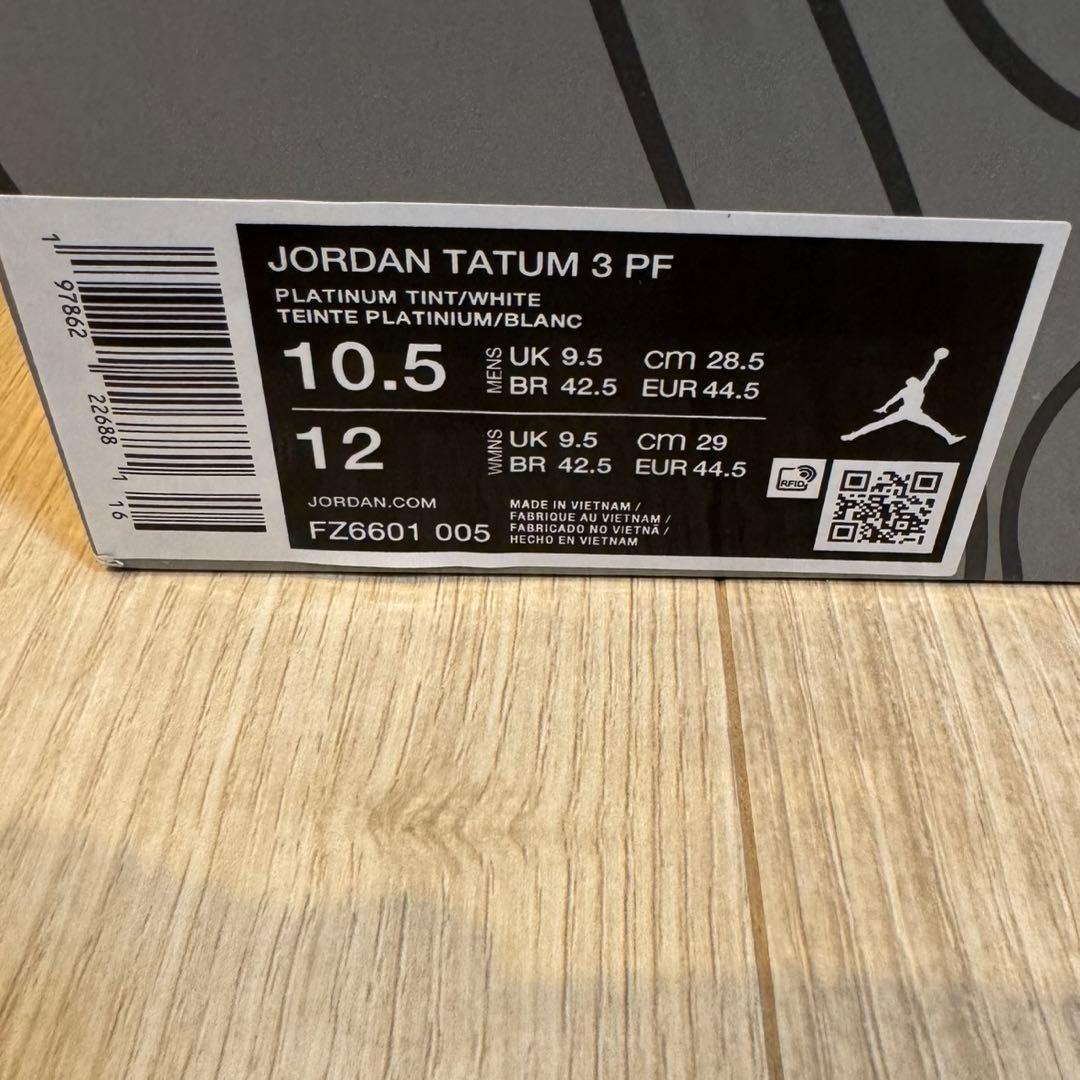 JORDAN TATUM 3 PF
PLATINUM TINT/WHITE
TEINTE PLATINIUM/BLANC
10.5 MENS UK 9.5 cm 28.5
BR 42.5 EUR 44.5
12 WMNS UK 9.5 cm 29
BR 42.5 EUR 44.5
RFID
JORDAN.COM
FZ6601 005
MADE IN VIETNAM /
FABRIQUE AU VIETNAM /
FABRICADO NO VIETNÃ /
HECHO EN VIETNAM
1 97862 22688 1 16